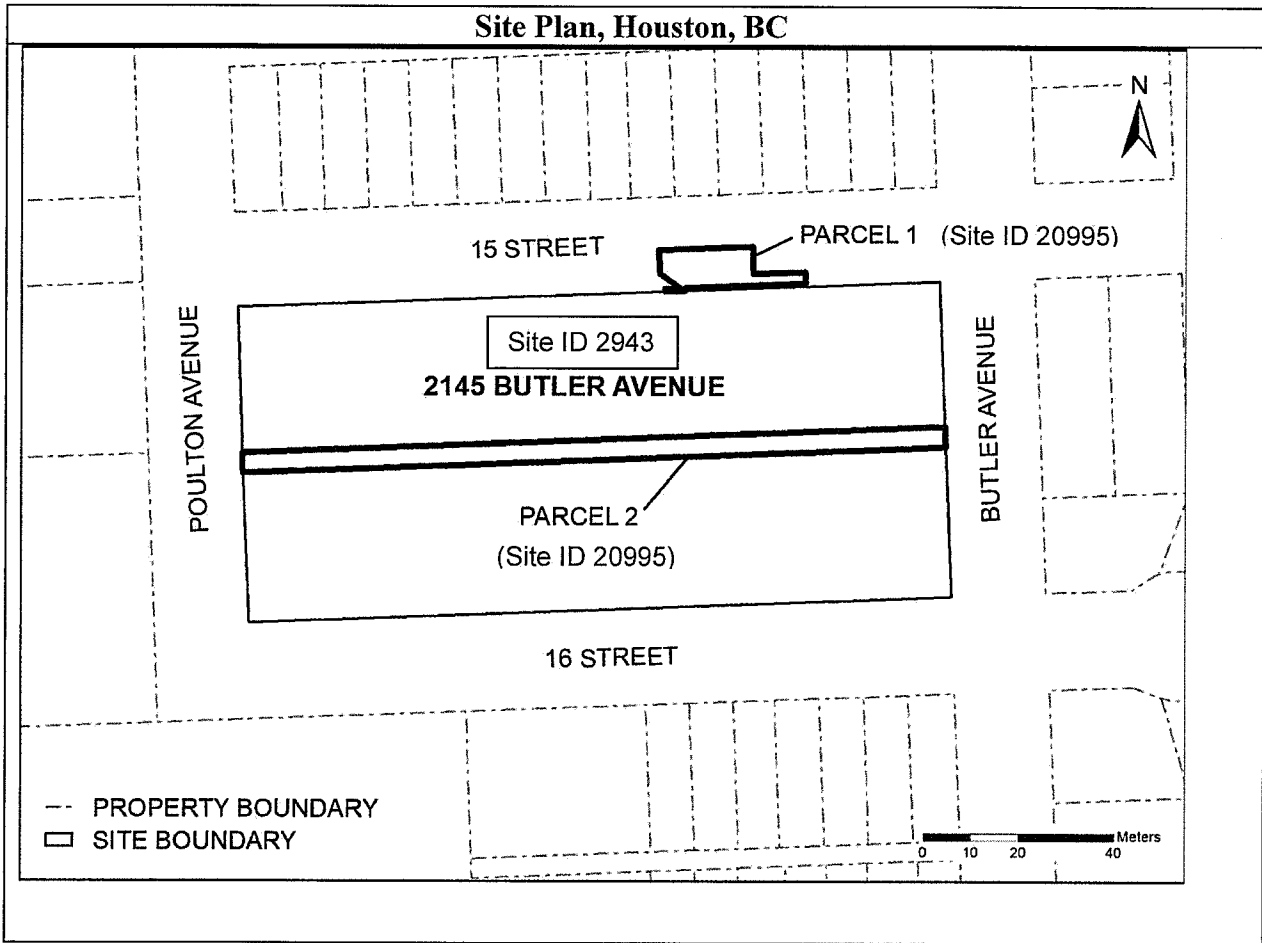 Site Plan, Houston, BC
N
15 STREET
PARCEL 1 (Site ID 20995)
POULTON AVENUE
Site ID 2943
2145 BUTLER AVENUE
BUTLER AVENUE
PARCEL 2
(Site ID 20995)
16 STREET
PROPERTY BOUNDARY
SITE BOUNDARY
Meters
0 10 20 40